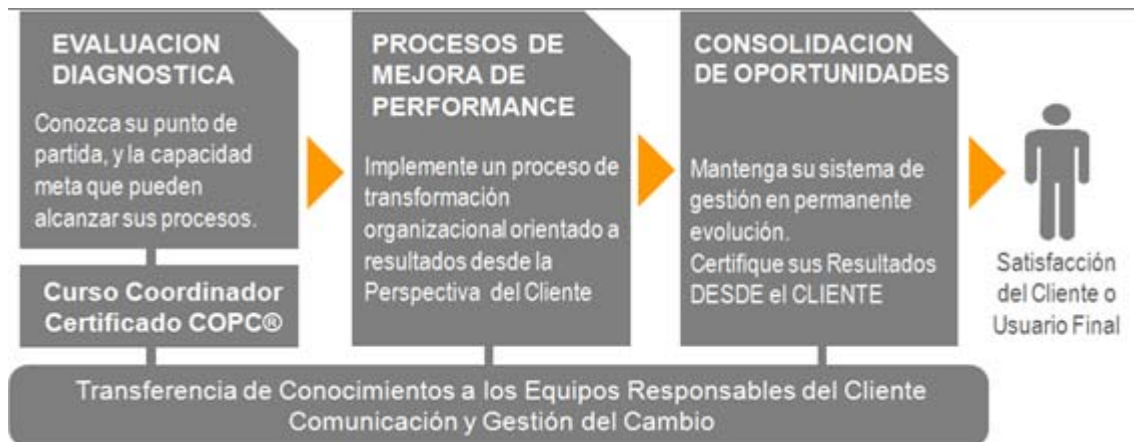 EVALUACION
DIAGNOSTICA
Conozca su punto de
partida, y la capacidad
meta que pueden
alcanzar sus procesos.
Curso Coordinador
Certificado COPC®
PROCESOS DE
MEJORA DE
PERFORMANCE
Implemente un proceso de
transformación
organizacional orientado a
resultados desde la
Perspectiva del Cliente
CONSOLIDACION
DE OPORTUNIDADES
Mantenga su sistema de
gestión en permanente
evolución.
Certifique sus Resultados
DESDE el CLIENTE
Satisfacción
del Cliente o
Usuario Final
Transferencia de Conocimientos a los Equipos Responsables del Cliente
Comunicación y Gestión del Cambio